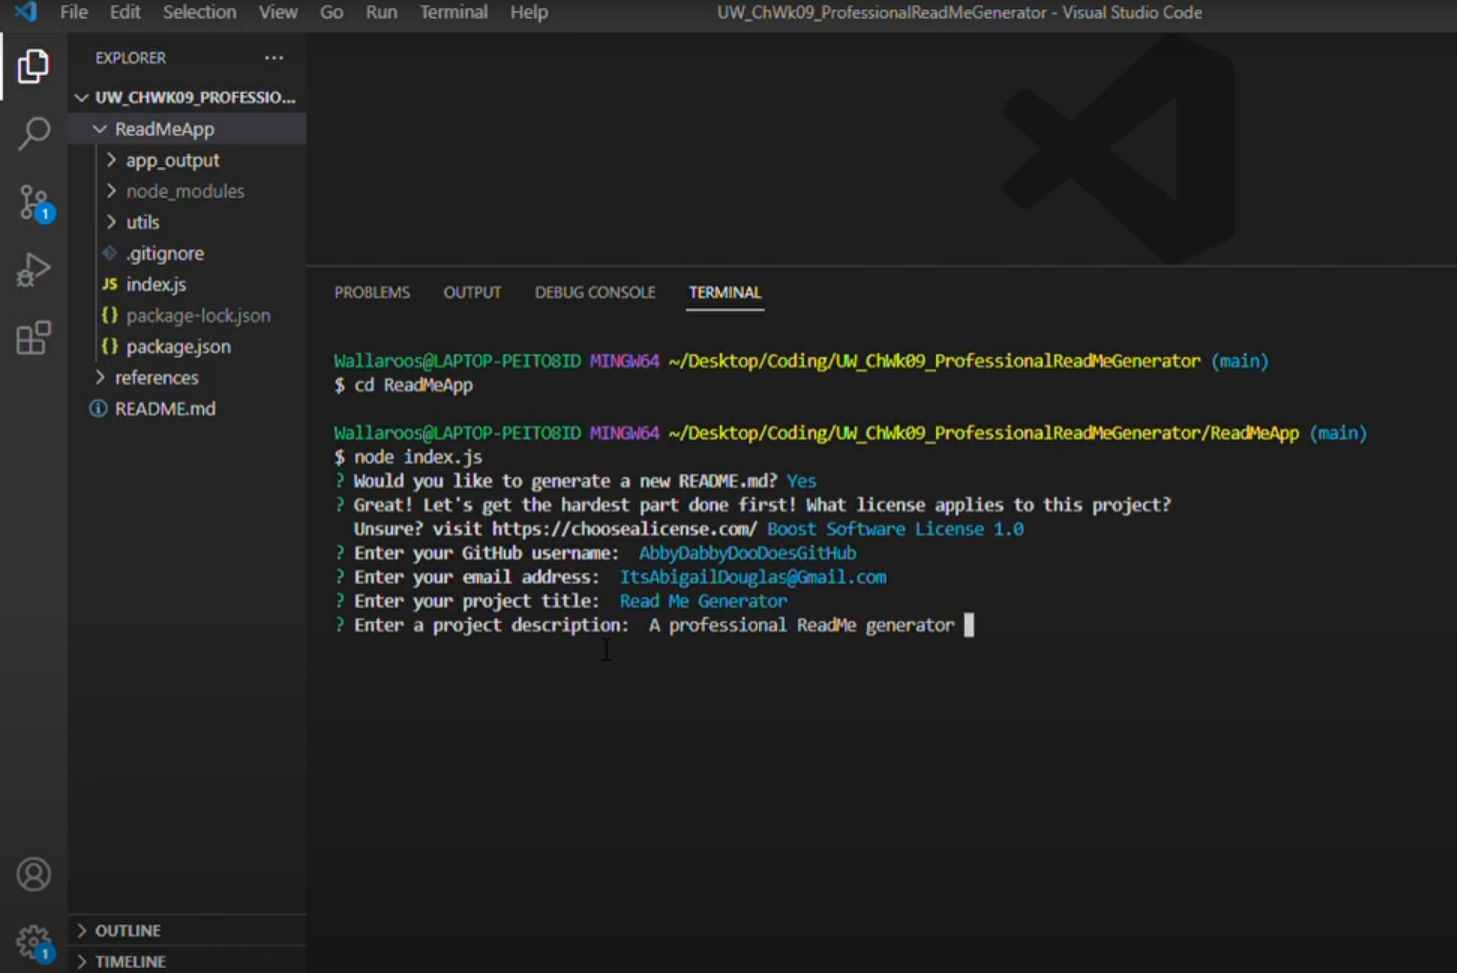 File Edit Selection View Go Run Terminal Help
UW_ChWk09_ProfessionalReadMeGenerator - Visual Studio Code
EXPLORER ...
UW_CHWK09_PROFESSIO...
ReadMeApp
app_output
node_modules
utils
.gitignore
JS index.js
{} package-lock.json
{} package.json
references
README.md
OUTLINE
TIMELINE
1
1
PROBLEMS OUTPUT DEBUG CONSOLE TERMINAL
Wallaroos@LAPTOP-PEITO8ID MINGW64 ~/Desktop/Coding/UW_ChWk09_ProfessionalReadMeGenerator (main)
$ cd ReadMeApp
Wallaroos@LAPTOP-PEITO8ID MINGW64 ~/Desktop/Coding/UW_ChWk09_ProfessionalReadMeGenerator/ReadMeApp (main)
$ node index.js
? Would you like to generate a new README.md? Yes
? Great! Let's get the hardest part done first! What license applies to this project?
Unsure? visit https://choosealicense.com/ Boost Software License 1.0
? Enter your GitHub username: AbbyDabbyDooDoesGitHub
? Enter your email address: ItsAbigailDouglas@Gmail.com
? Enter your project title: Read Me Generator
? Enter a project description: A professional ReadMe generator